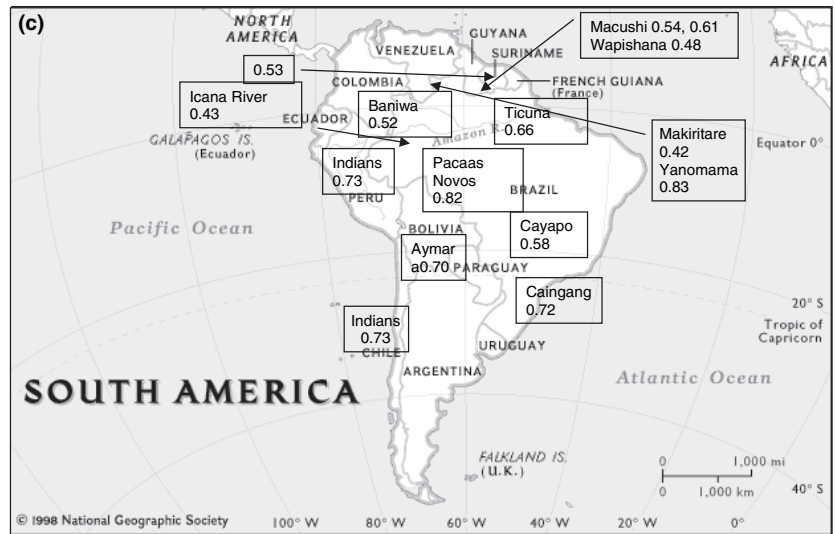 (c)
NORTH
AMERICA
GUYANA
VENEZUELA
SURINAME
Macushi 0.54, 0.61
Wapishana 0.48
AFRICA
0.53
COLOMBIA
FRENCH GUIANA
(France)
Icana River
0.43
Baniwa
0.52
Ticuna
0.66
ECUADOR
Amazon R.
GALAPAGOS IS.
(Ecuador)
Makiritare
0.42
Yanomama
0.83
Equator 0°
Indians
0.73
Pacaas
Novos
0.82
BRAZIL
PERU
Pacific Ocean
BOLIVIA
Cayapo
0.58
Aymar
a0.70
PARAGUAY
Caingang
0.72
20° S
Tropic of
Capricorn
Indians
0.73
CHILE
URUGUAY
ARGENTINA
SOUTH AMERICA
Atlantic Ocean
FALKLAND IS.
(U.K.)
0 1,000 mi
0 1,000 km
40° S
© 1998 National Geographic Society
100° W 80° W 60° W 40° W 20° W 0°